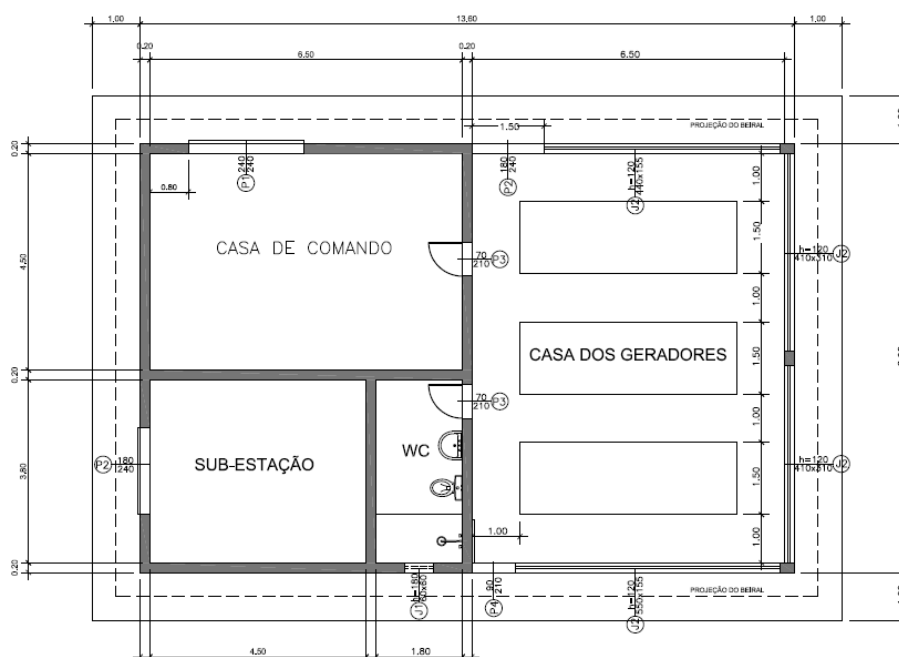 1.00
13.60
1.00
0.20
6.50
0.20
6.50
PROJEÇÃO DO BEIRAL
1.50
0.20
P1 240
240
P2 180
240
J2 h=120
440x155
1.00
0.80
CASA DE COMANDO
70
210 P3
1.50
h=120
410x310 J2
4.50
1.00
CASA DOS GERADORES
1.50
0.20
70
210 P3
1.00
WC
SUB-ESTAÇÃO
P2 180
240
h=120
410x310 J2
3.80
1.50
1.00
1.00
0.20
J1 h=180
60x60
P4 90
210
J2 h=120
550x155
PROJEÇÃO DO BEIRAL
4.50
1.80